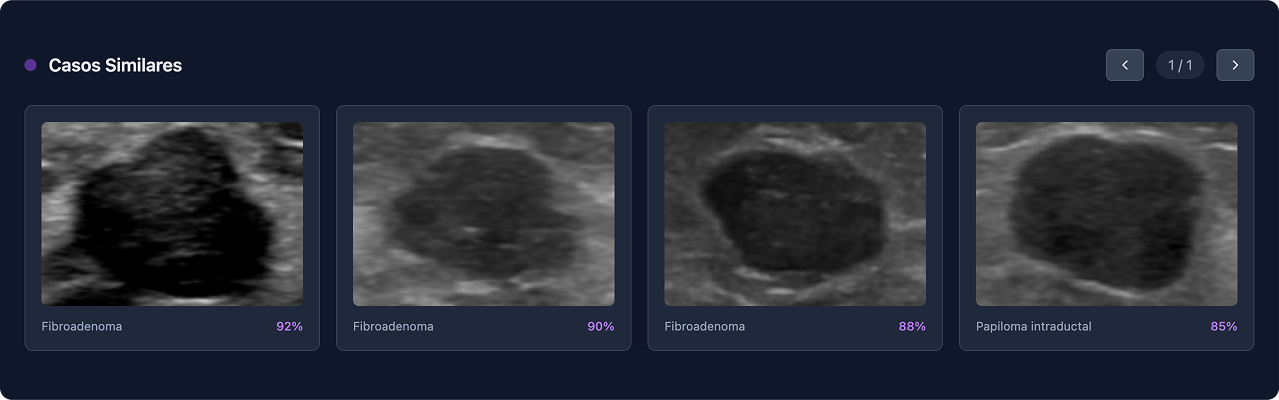 Casos Similares
1 / 1
Fibroadenoma 92%
Fibroadenoma 90%
Fibroadenoma 88%
Papiloma intraductal 85%